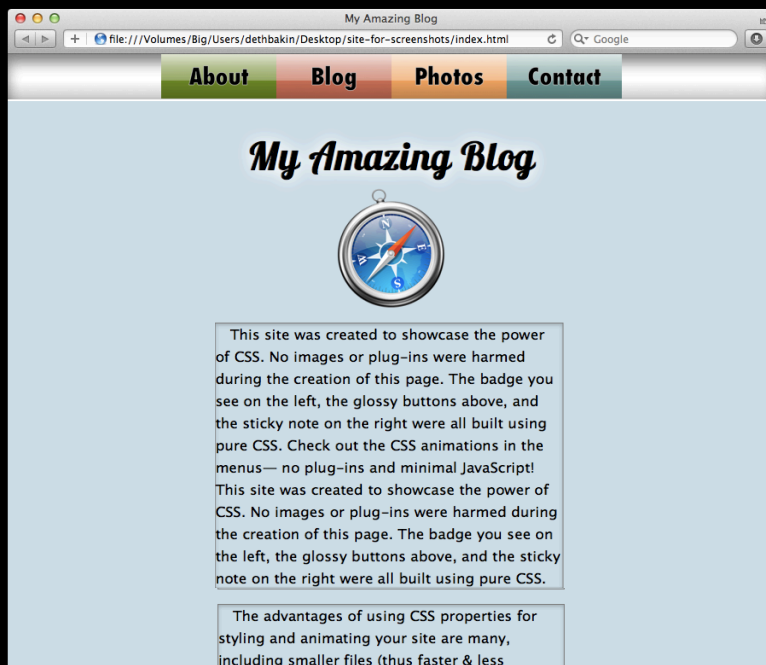 My Amazing Blog
file:///Volumes/Big/Users/dethbakin/Desktop/site-for-screenshots/index.html
Google
About Blog Photos Contact
My Amazing Blog
N
E
S
W
This site was created to showcase the power
of CSS. No images or plug-ins were harmed
during the creation of this page. The badge you
see on the left, the glossy buttons above, and
the sticky note on the right were all built using
pure CSS. Check out the CSS animations in the
menus— no plug-ins and minimal JavaScript!
This site was created to showcase the power of
CSS. No images or plug-ins were harmed during
the creation of this page. The badge you see on
the left, the glossy buttons above, and the sticky
note on the right were all built using pure CSS.
The advantages of using CSS properties for
styling and animating your site are many,
including smaller files (thus faster & less